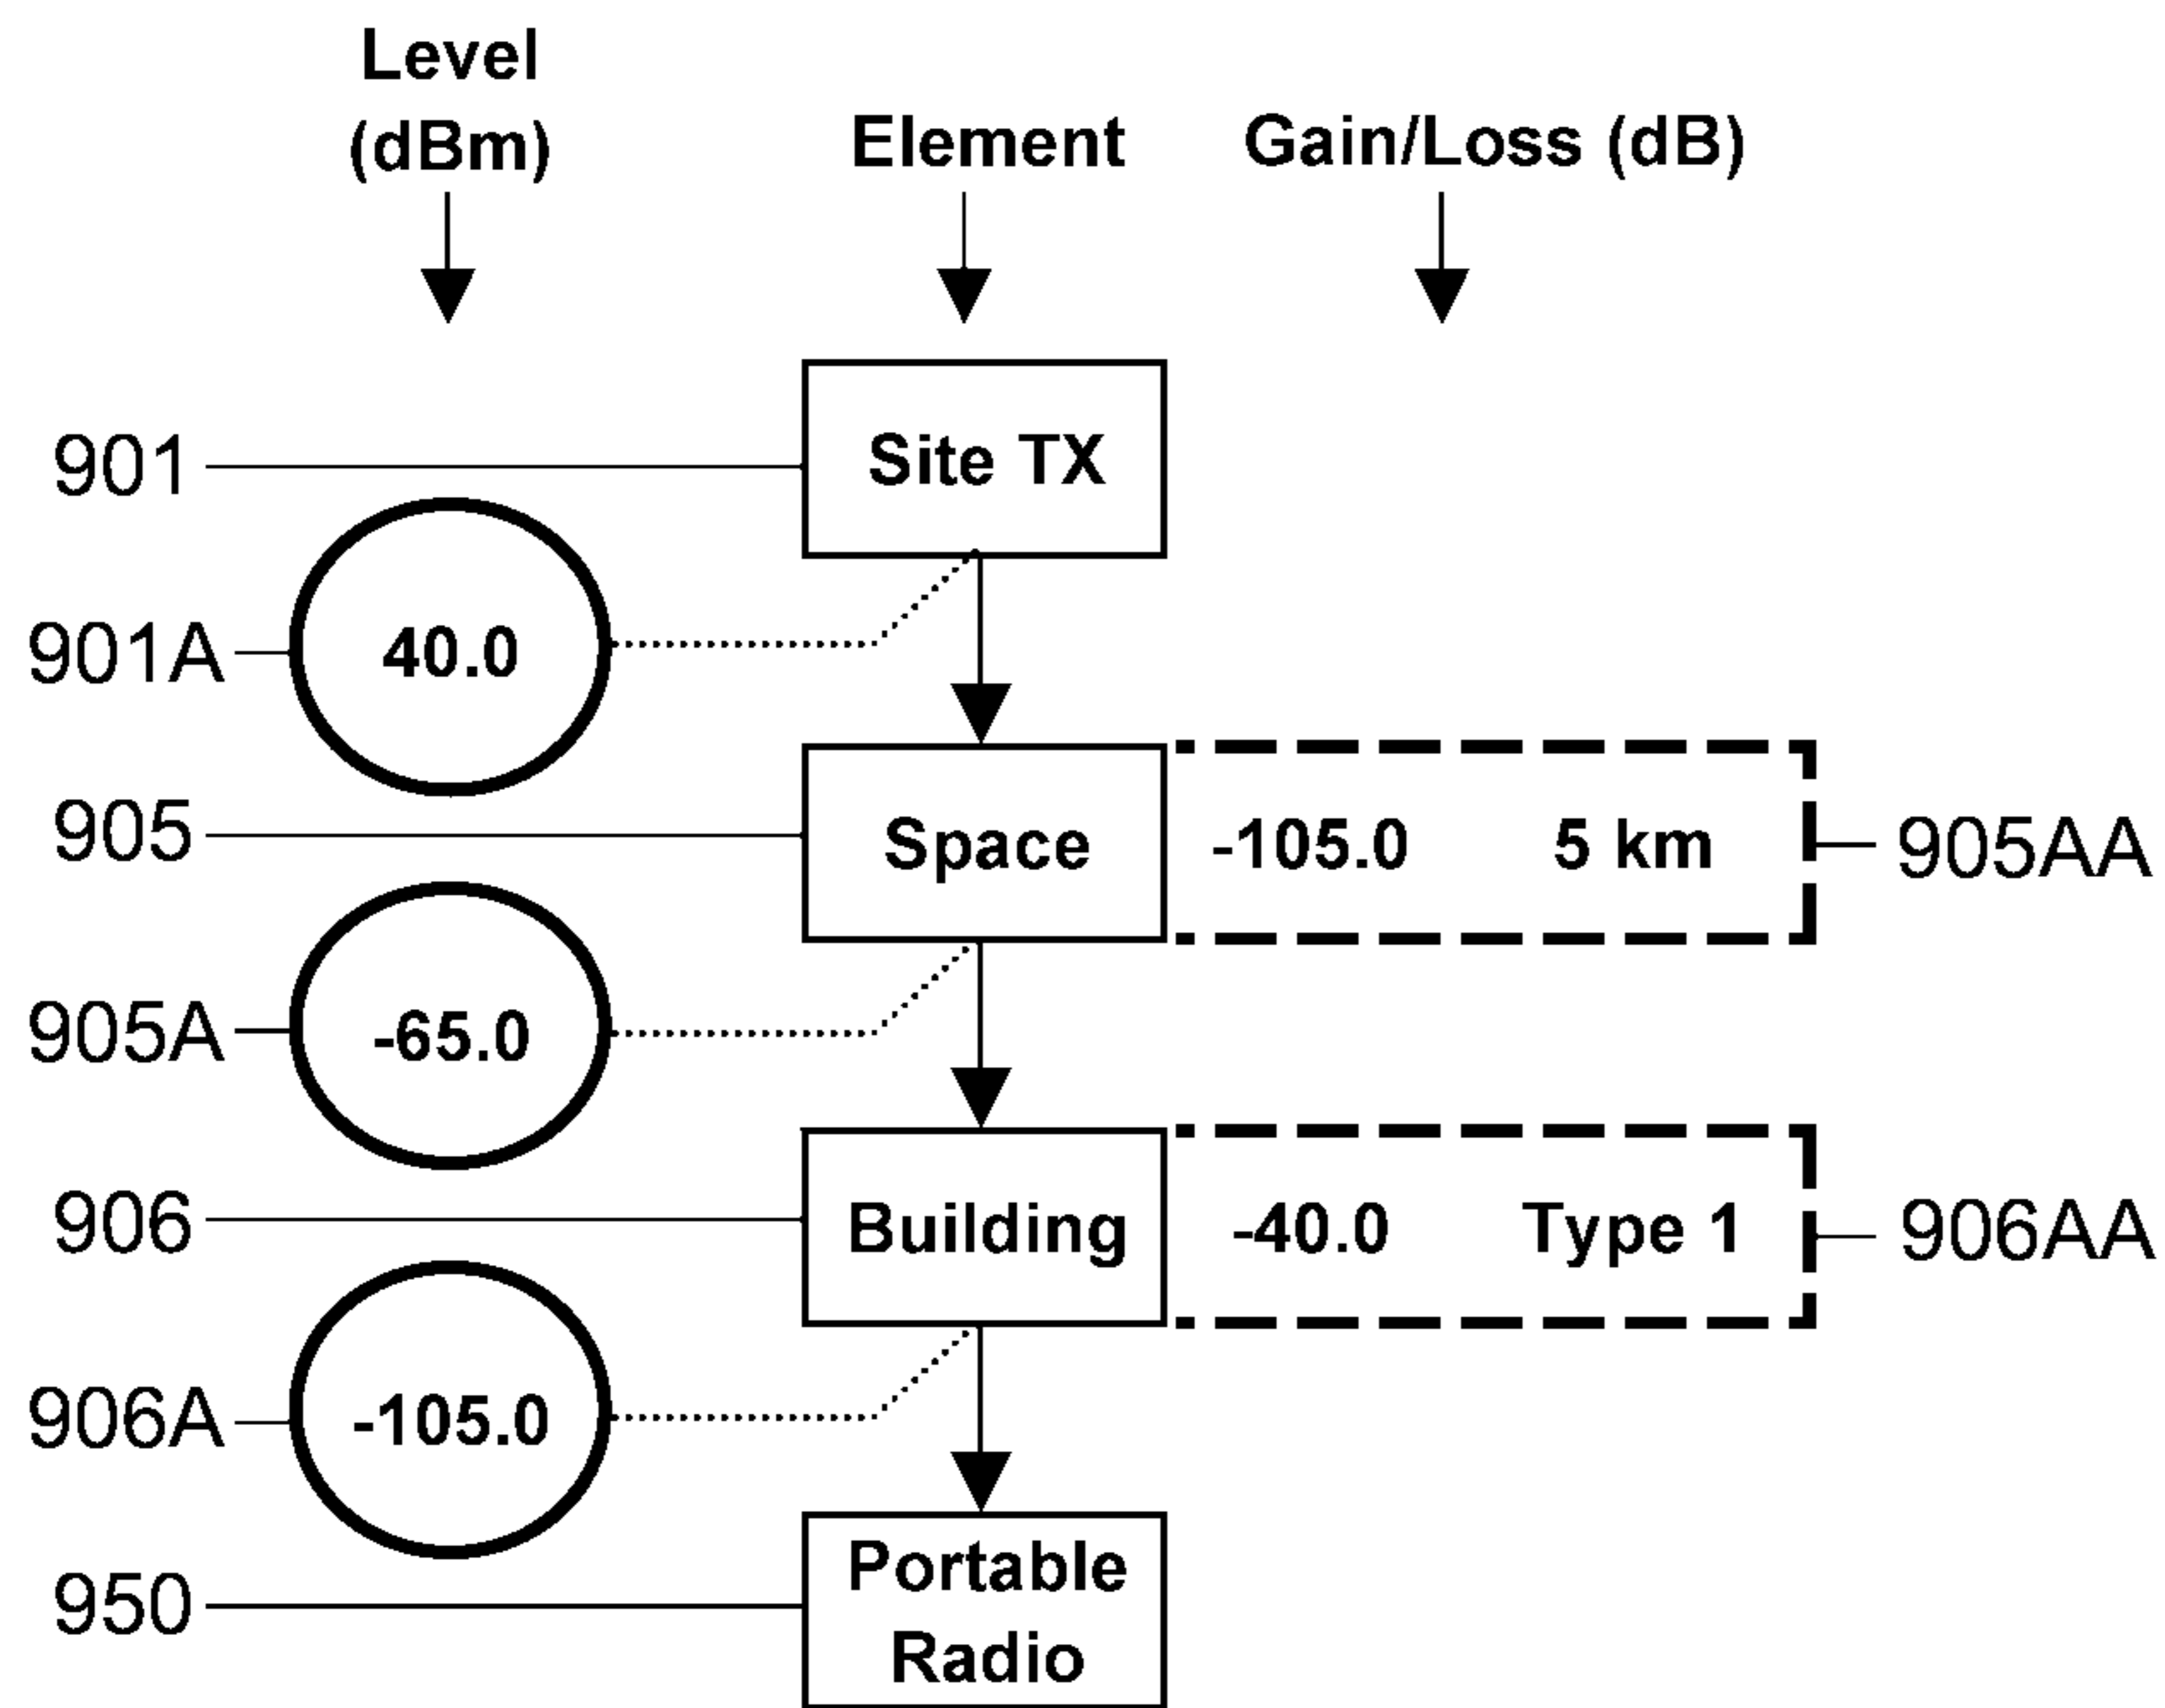 Level
(dBm)
Element
Gain/Loss (dB)
901
Site TX
901A
40.0
905
Space
-105.0
5 km
905AA
905A
-65.0
906
Building
-40.0
Type 1
906AA
906A
-105.0
950
Portable
Radio